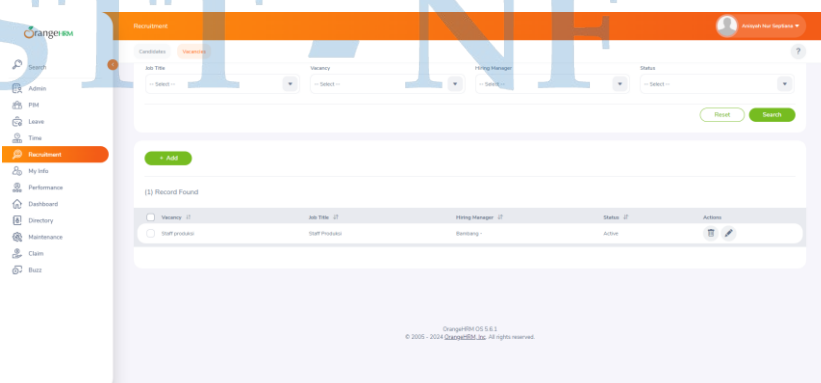 OrangeHRM
Recruitment
Anisyah Nur Septiana
Candidates
Vacancies
?
Search
Admin
PIM
Leave
Time
Recruitment
My Info
Performance
Dashboard
Directory
Maintenance
Claim
Buzz
Job Title
Vacancy
Hiring Manager
Status
-- Select --
-- Select --
-- Select --
-- Select --
Reset
Search
+ Add
(1) Record Found
Vacancy
Job Title
Hiring Manager
Status
Actions
Staff produksi
Staff Produksi
Bambang -
Active
OrangeHRM OS 5.6.1
© 2005 - 2024 OrangeHRM, Inc. All rights reserved.